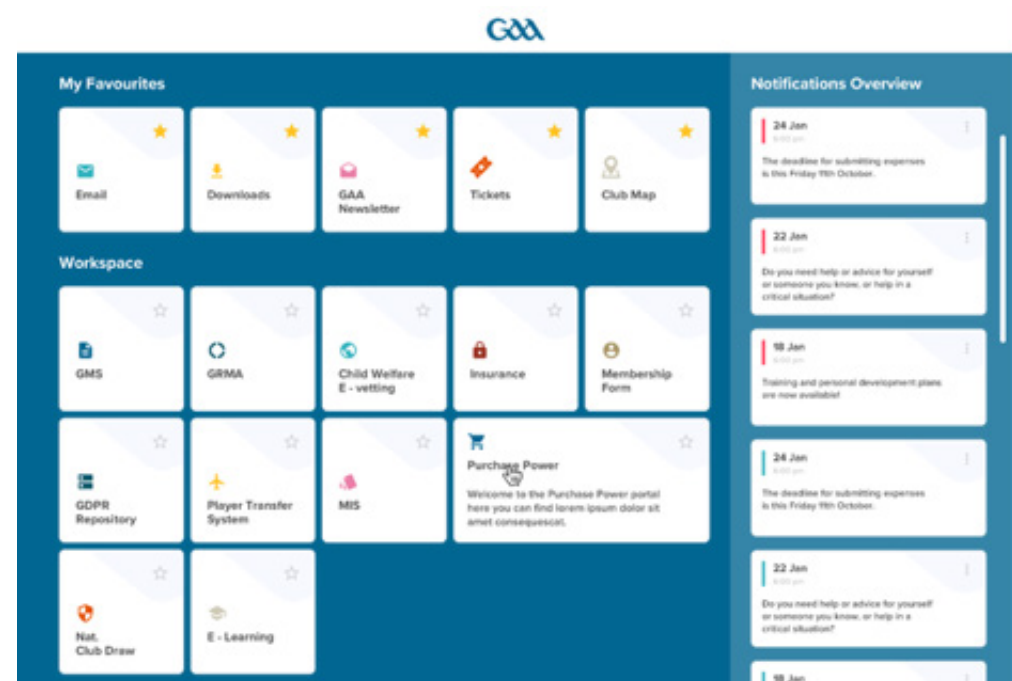 GAA
My Favourites
Email
Downloads
GAA
Newsletter
Tickets
Club Map
Workspace
GMS
GRMA
Child Welfare
E - vetting
Insurance
Membership
Form
GDPR
Repository
Player Transfer
System
MIS
Purchase Power
Welcome to the Purchase Power portal
here you can find lorem ipsum dolor sit
amet consequescat.
Nat.
Club Draw
E - Learning
Notifications Overview
24 Jan
The deadline for submitting expenses
is this Friday 11th October.
22 Jan
Do you need help or advice for yourself
or someone you know, or help in a
critical situation?
18 Jan
Training and personal development plans
are now available!
24 Jan
The deadline for submitting expenses
is this Friday 11th October.
22 Jan
Do you need help or advice for yourself
or someone you know, or help in a
critical situation?
18 Jan